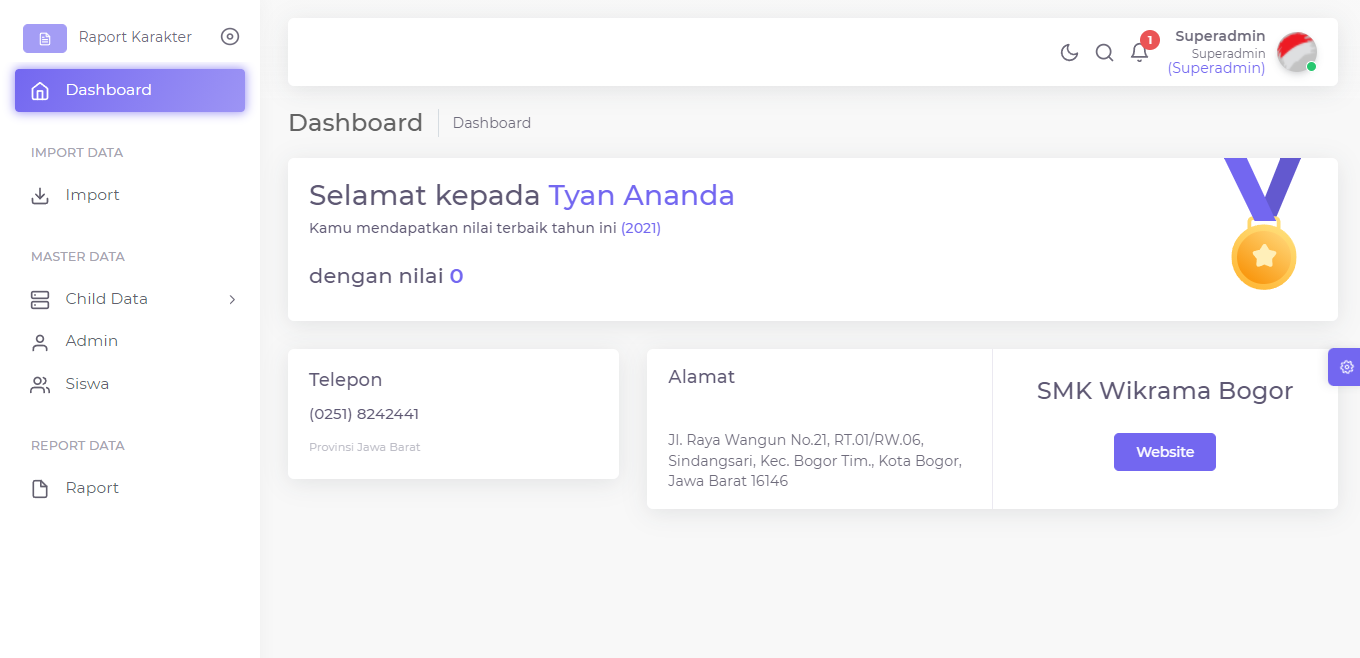 Raport Karakter
Dashboard
IMPORT DATA
Import
MASTER DATA
Child Data
Admin
Siswa
REPORT DATA
Raport
1
Superadmin
Superadmin
(Superadmin)
Dashboard
Dashboard
Selamat kepada Tyan Ananda
Kamu mendapatkan nilai terbaik tahun ini (2021)
dengan nilai 0
Telepon
(0251) 8242441
Provinsi Jawa Barat
Alamat
Jl. Raya Wangun No.21, RT.01/RW.06,
Sindangsari, Kec. Bogor Tim., Kota Bogor,
Jawa Barat 16146
SMK Wikrama Bogor
Website